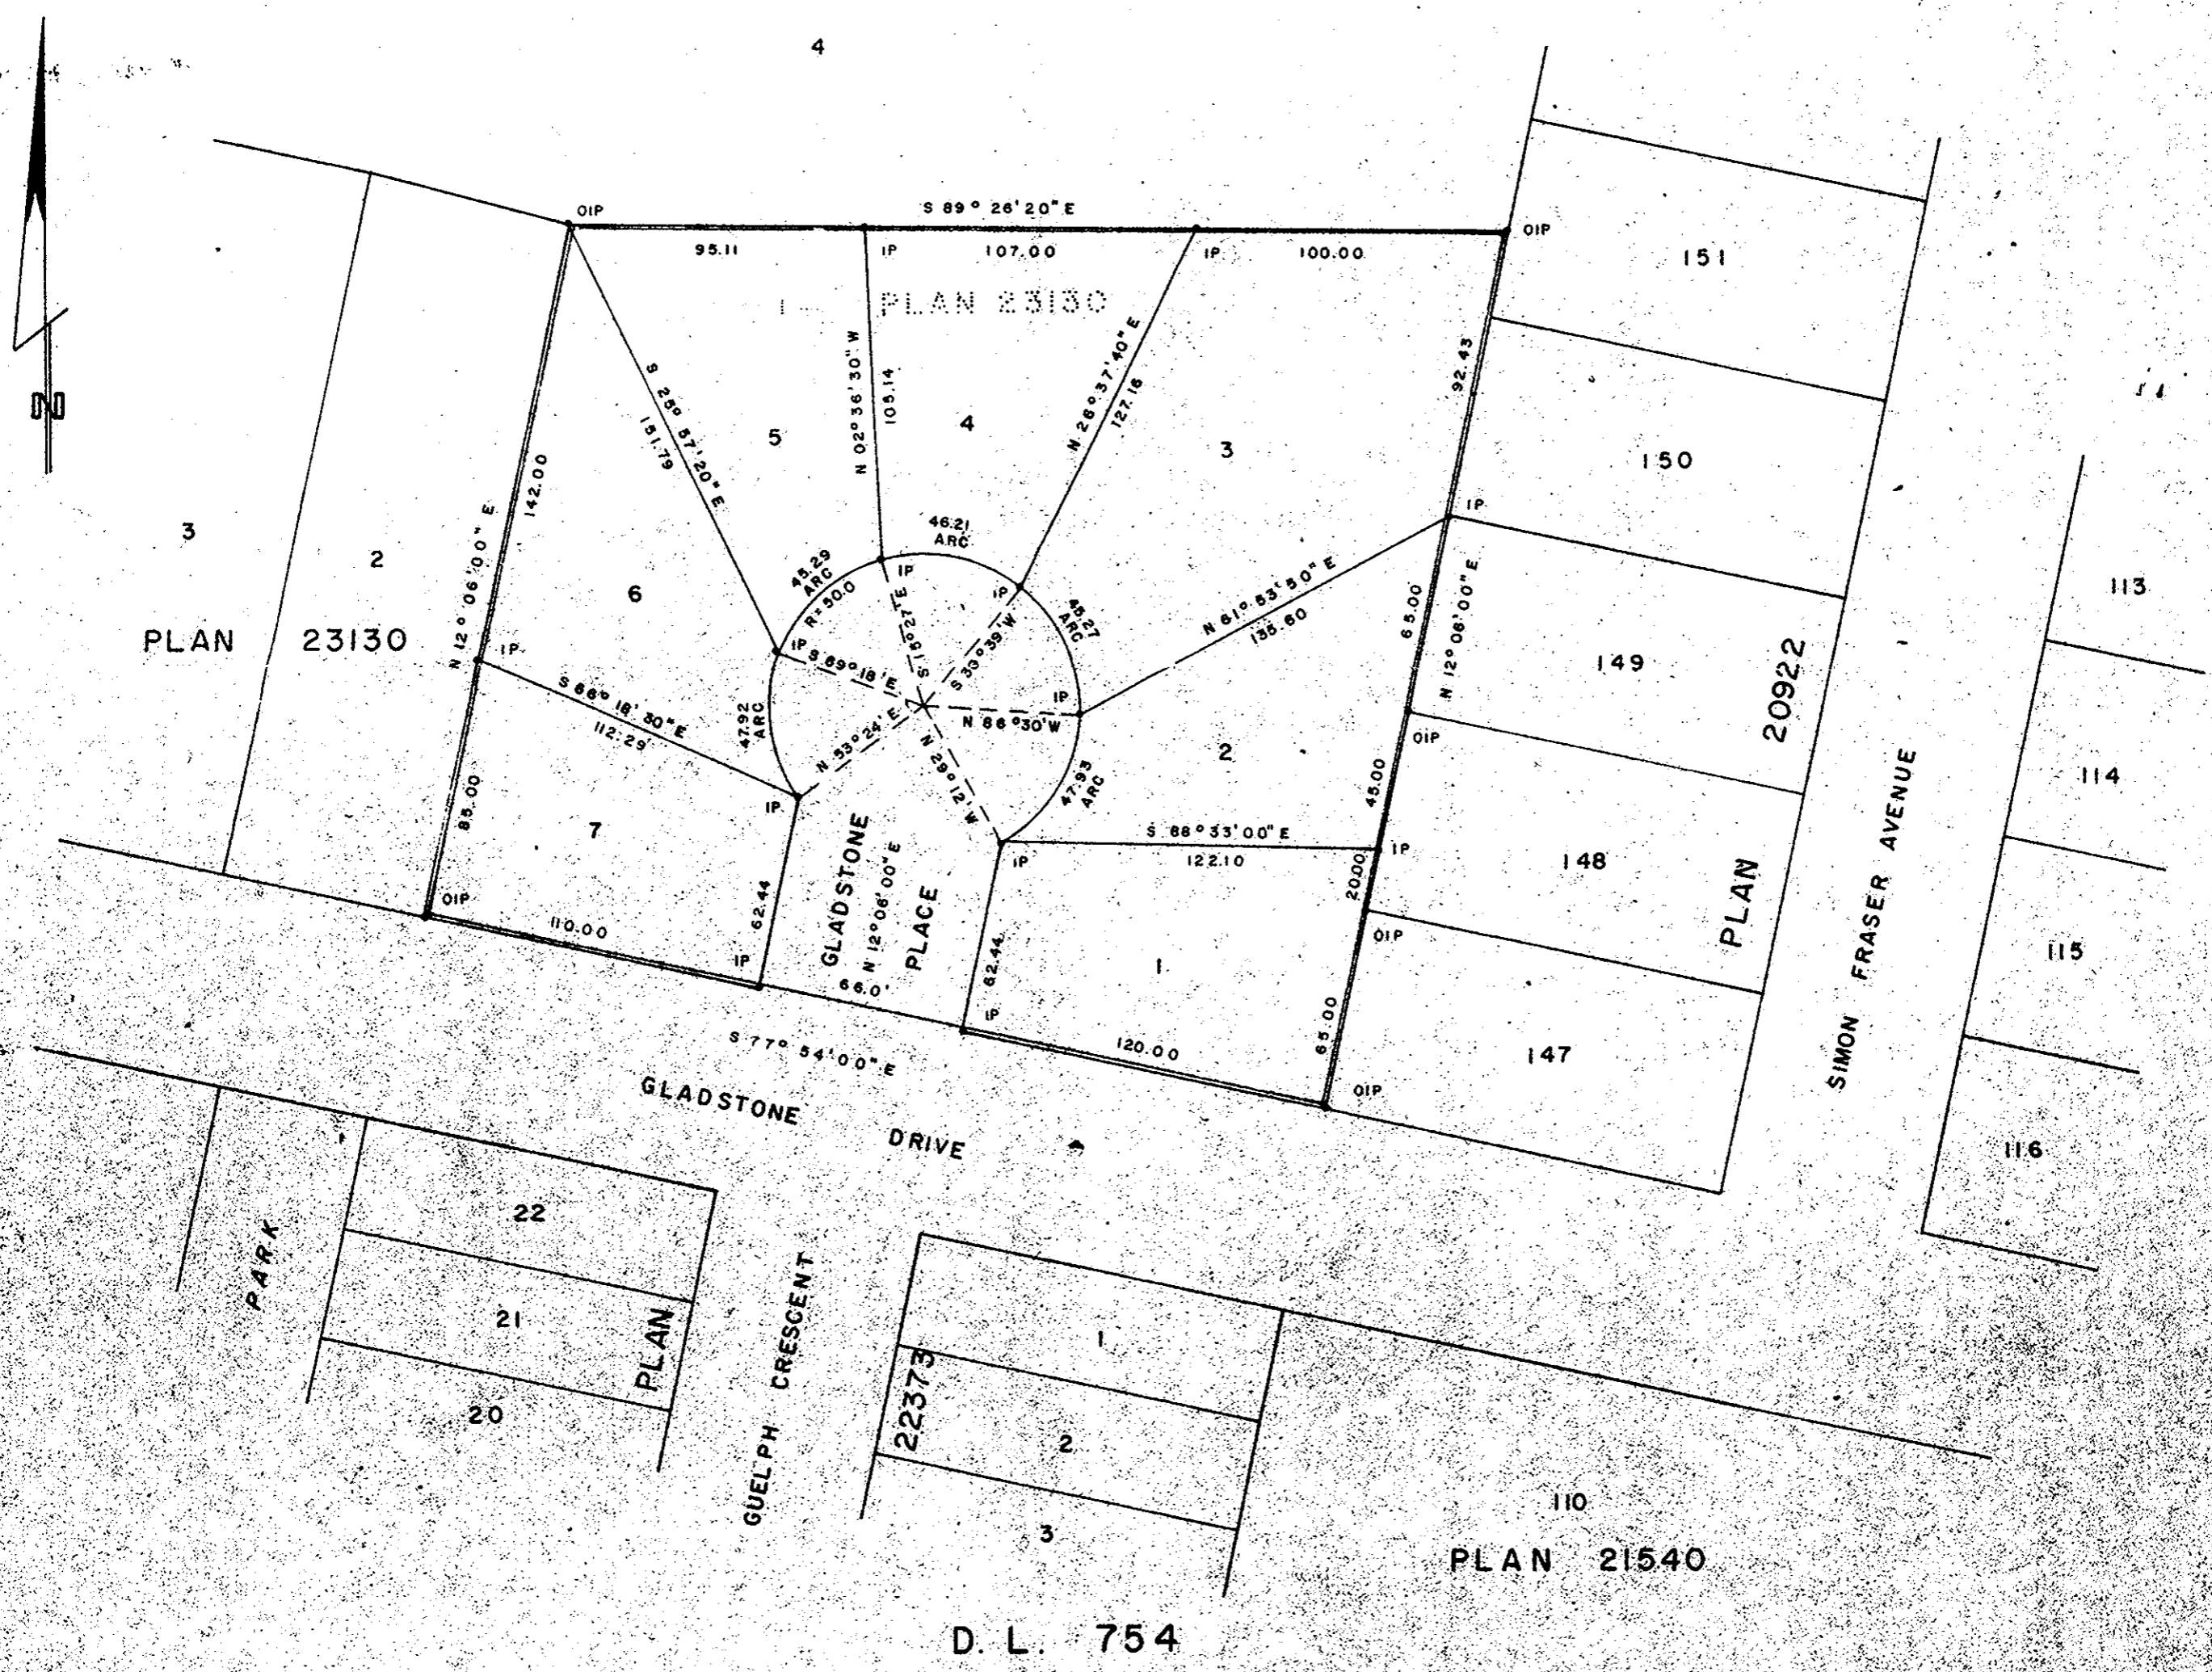 4
N
OIP
S 89° 26' 20" E
OIP
95.11
IP
107.00
IP
100.00
151
1
PLAN 23130
S 25° 57' 20" E
151.79
N 02° 36' 30" W
105.14
N 26° 37' 40" E
127.16
92.43
5
4
3
150
142.00
N 12° 06' 00" E
3
2
6
PLAN 23130
46.21
ARC
45.29
ARC
R = 50.0
IP
IP
45.27
ARC
IP
N 61° 53' 50" E
135.60
65.00
N 12° 06' 00" E
113
149
20922
IP
IP
S 69° 18' E
S 15° 27' E
S 33° 39' W
IP
N 86° 30' W
S 66° 18' 30" E
112.29'
47.92
ARC
N 53° 24' E
N 29° 12' W
2
OIP
114
47.93
ARC
45.00
85.00
7
IP
S 88° 33' 00" E
122.10
IP
IP
148
PLAN
SIMON FRASER AVENUE
20.00
OIP
62.44
GLADSTONE
N 12° 06' 00" E
PLACE
66.0'
62.44
1
OIP
115
110.00
IP
IP
65.00
147
S 77° 54' 00" E
120.00
OIP
GLADSTONE DRIVE
116
22
PARK
21
PLAN
20
GUELPH CRESCENT
22373
1
2
3
110
PLAN 21540
D. L. 754